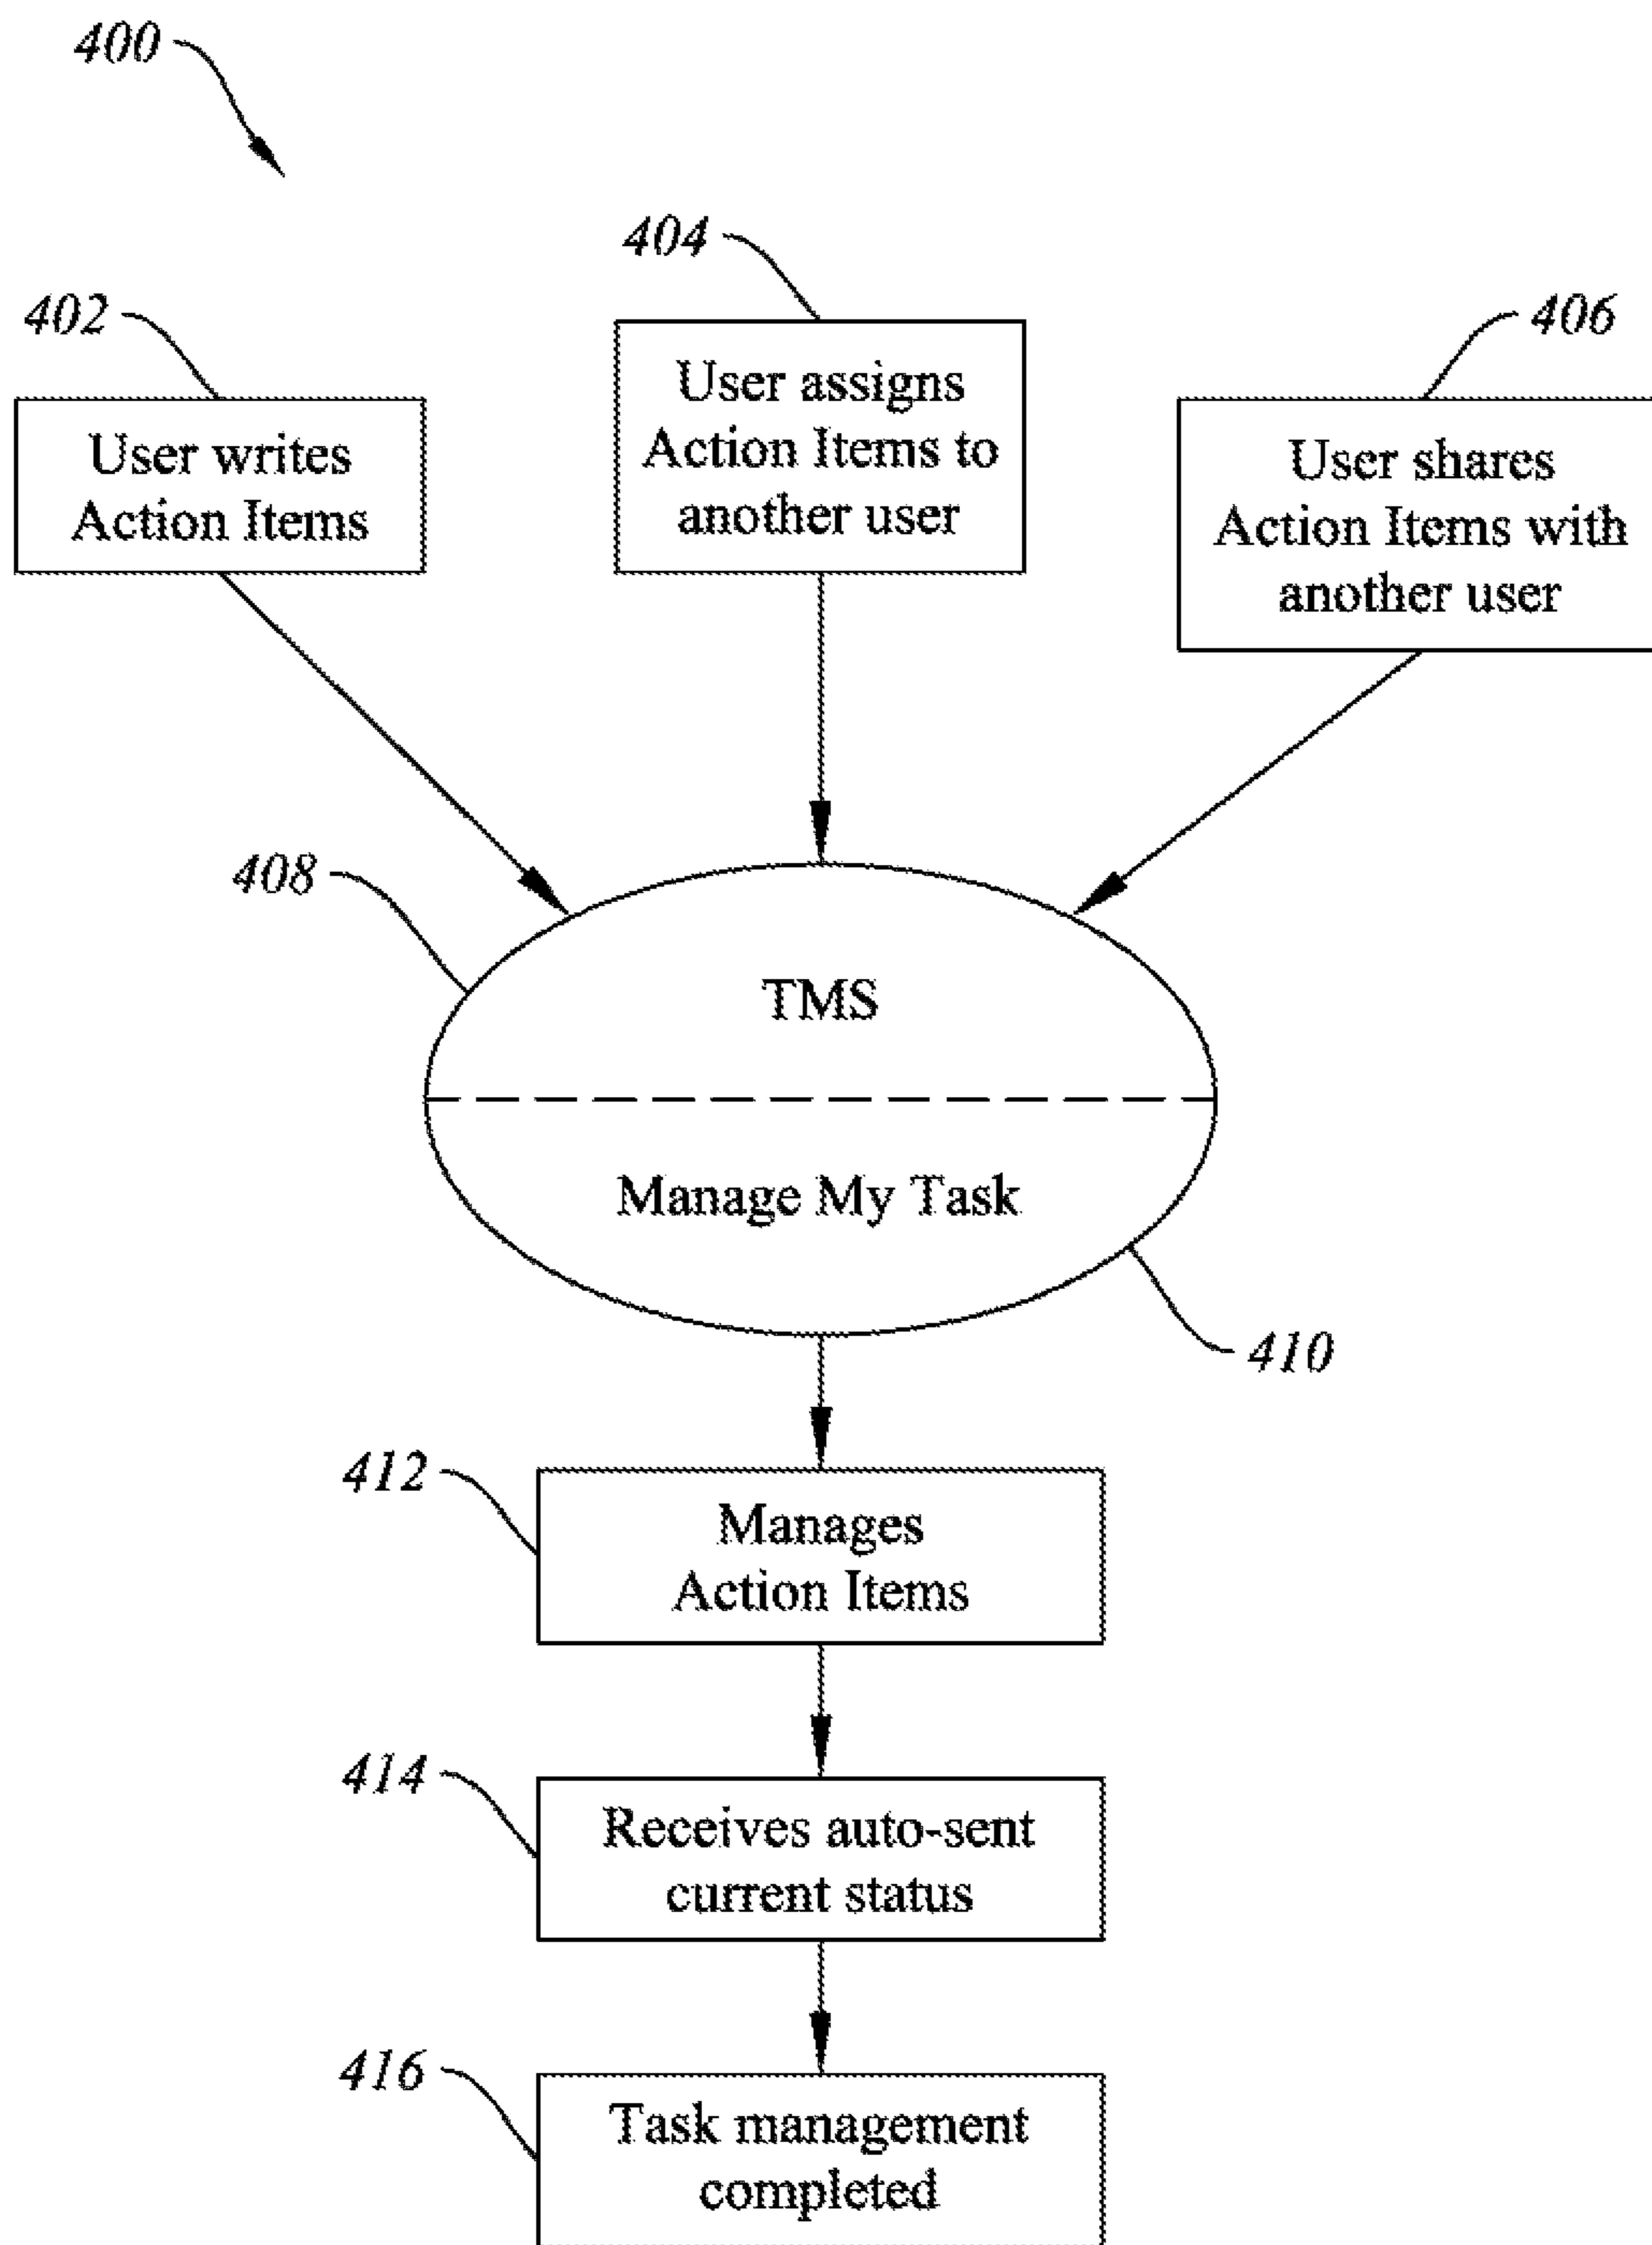 400
404
402
406
User assigns
Action Items to
another user
User writes
Action Items
User shares
Action Items with
another user
408
TMS
Manage My Task
410
412
Manages
Action Items
414
Receives auto-sent
current status
416
Task management
completed